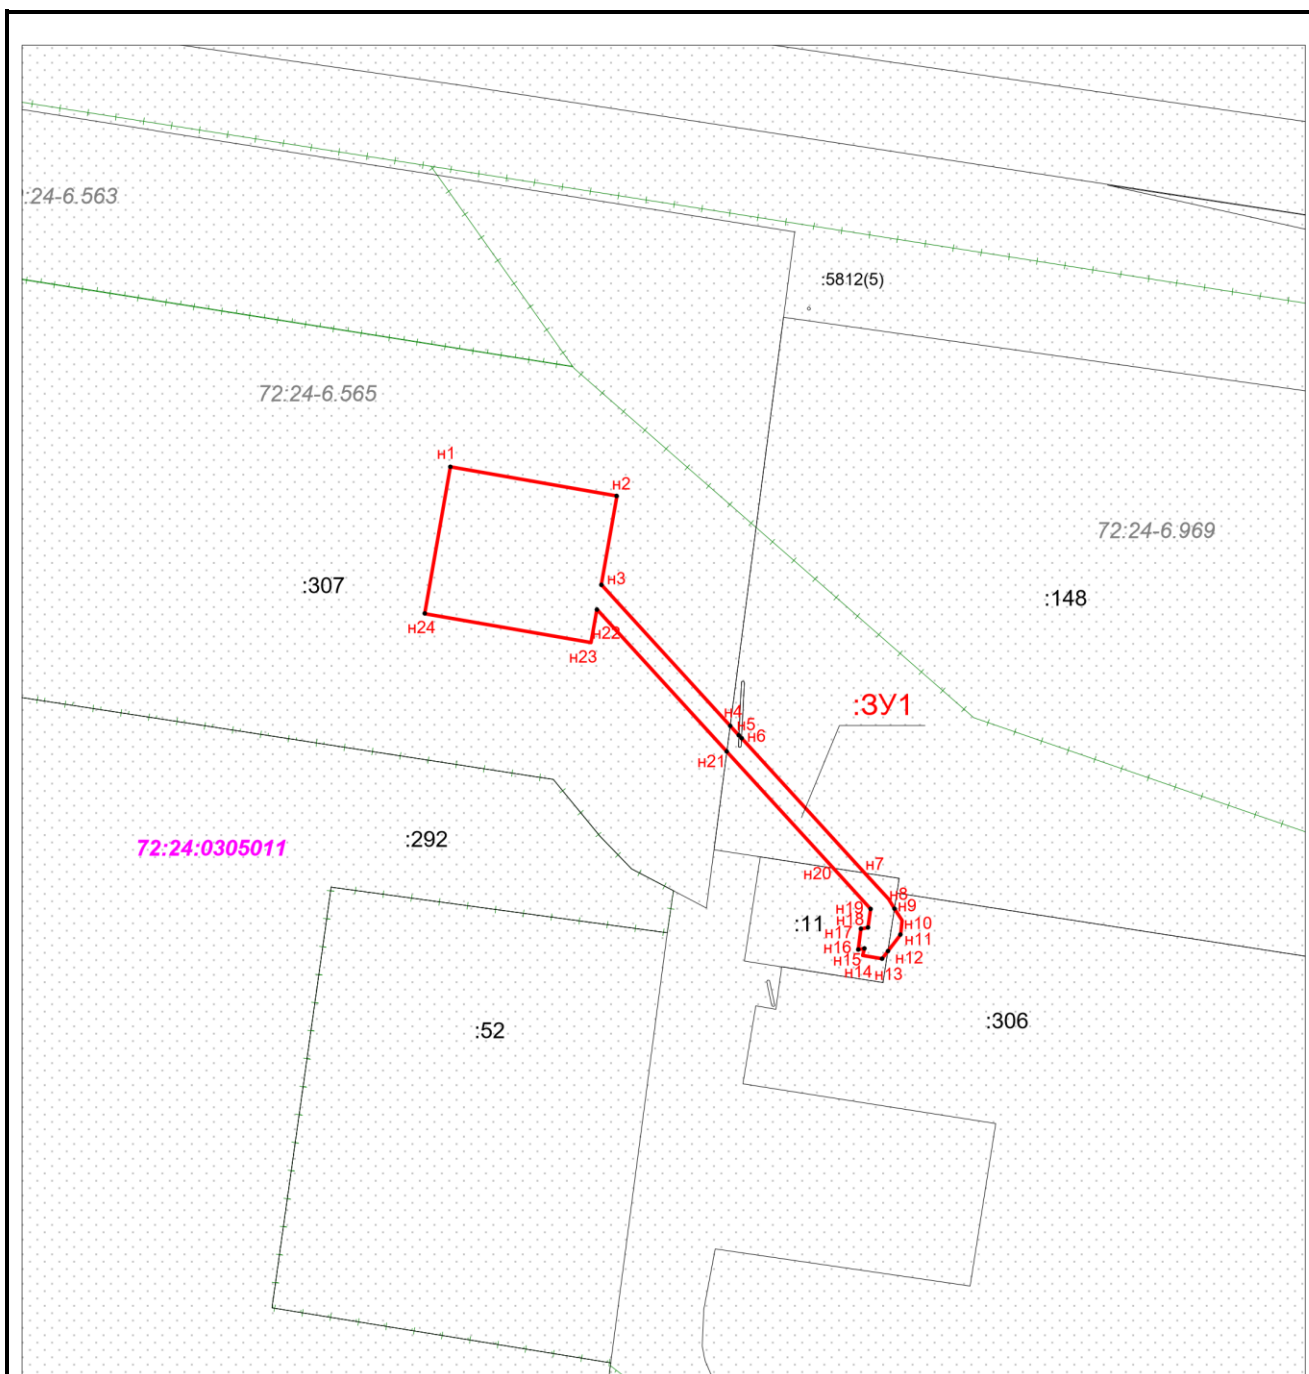 :24-6.563
:5812(5)
72:24-6.565
н1
н2
72:24-6.969
н3
:307
:148
н24
н22
н23
:ЗУ1
н4
н5
н6
н21
:292
72:24:0305011
н7
н20
н8
н19
н9
н18
:11
н10
н17
н11
н16
н15
н12
н14
н13
:306
:52